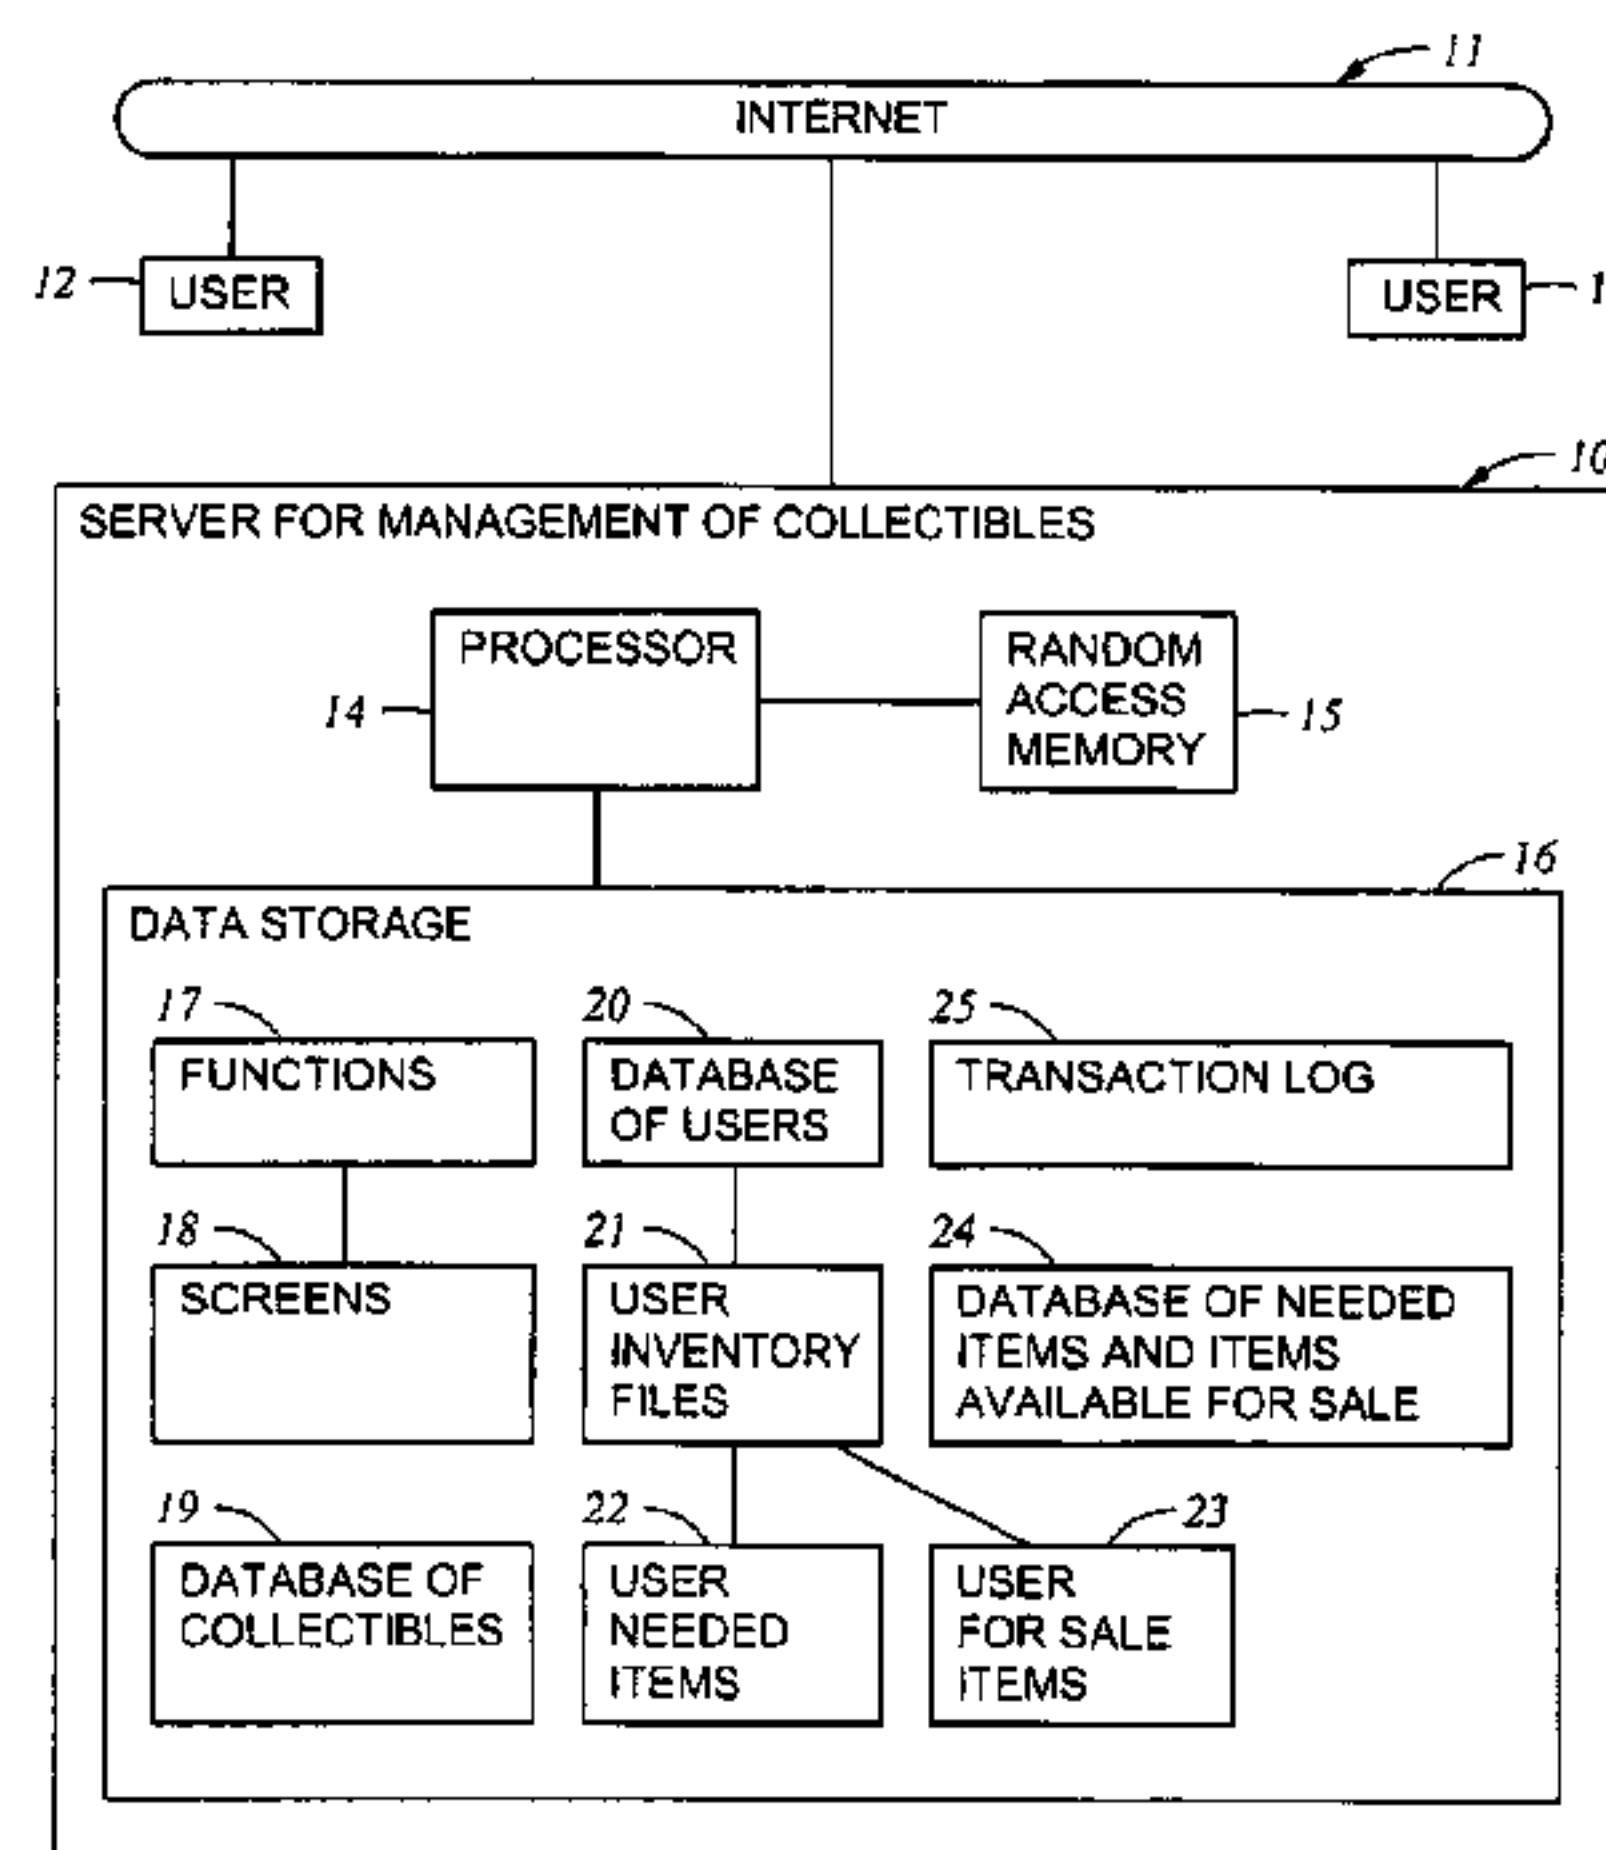 11
INTERNET
12
USER
USER
1
10
SERVER FOR MANAGEMENT OF COLLECTIBLES
PROCESSOR
14
RANDOM
ACCESS
MEMORY
15
16
DATA STORAGE
17
FUNCTIONS
20
DATABASE
OF USERS
25
TRANSACTION LOG
18
SCREENS
21
USER
INVENTORY
FILES
24
DATABASE OF NEEDED
ITEMS AND ITEMS
AVAILABLE FOR SALE
19
DATABASE OF
COLLECTIBLES
22
USER
NEEDED
ITEMS
23
USER
FOR SALE
ITEMS